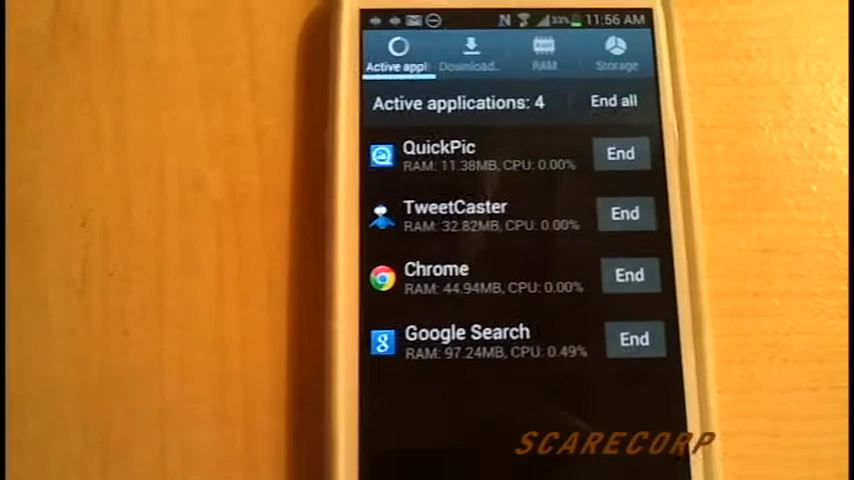 33% 11:56 AM
Active appl Download.. RAM Storage
Active applications: 4 End all
QuickPic
RAM: 11.38MB, CPU: 0.00%
End
TweetCaster
RAM: 32.82MB, CPU: 0.00%
End
Chrome
RAM: 44.94MB, CPU: 0.00%
End
Google Search
RAM: 97.24MB, CPU: 0.49%
End
SCARECORP